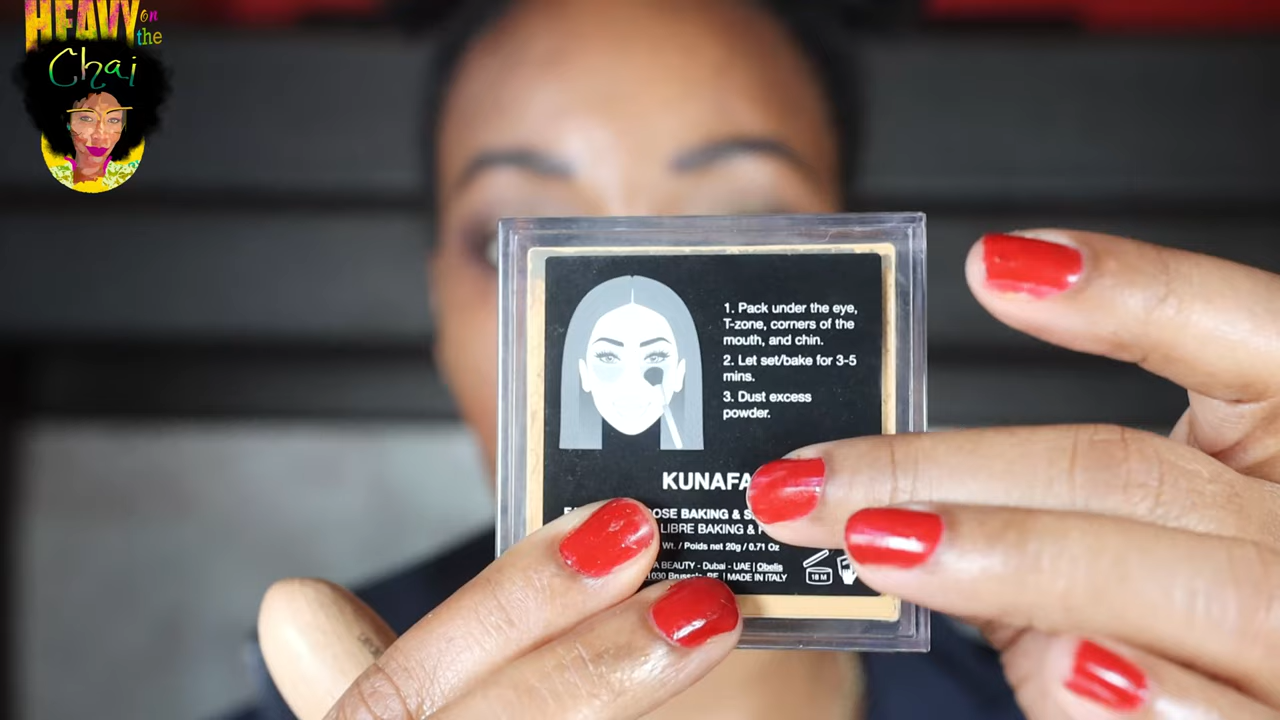 HEAVY on
the
Chai
1. Pack under the eye,
T-zone, corners of the
mouth, and chin.
2. Let set/bake for 3-5
mins.
3. Dust excess
powder.
KUNAFA
BAKING &
LIBRE BAKING &
Wt. / Poids net 20g / 0.71 Oz
BEAUTY - Dubai - UAE | Obelis
1030 Brussels, BE | MADE IN ITALY
18 M